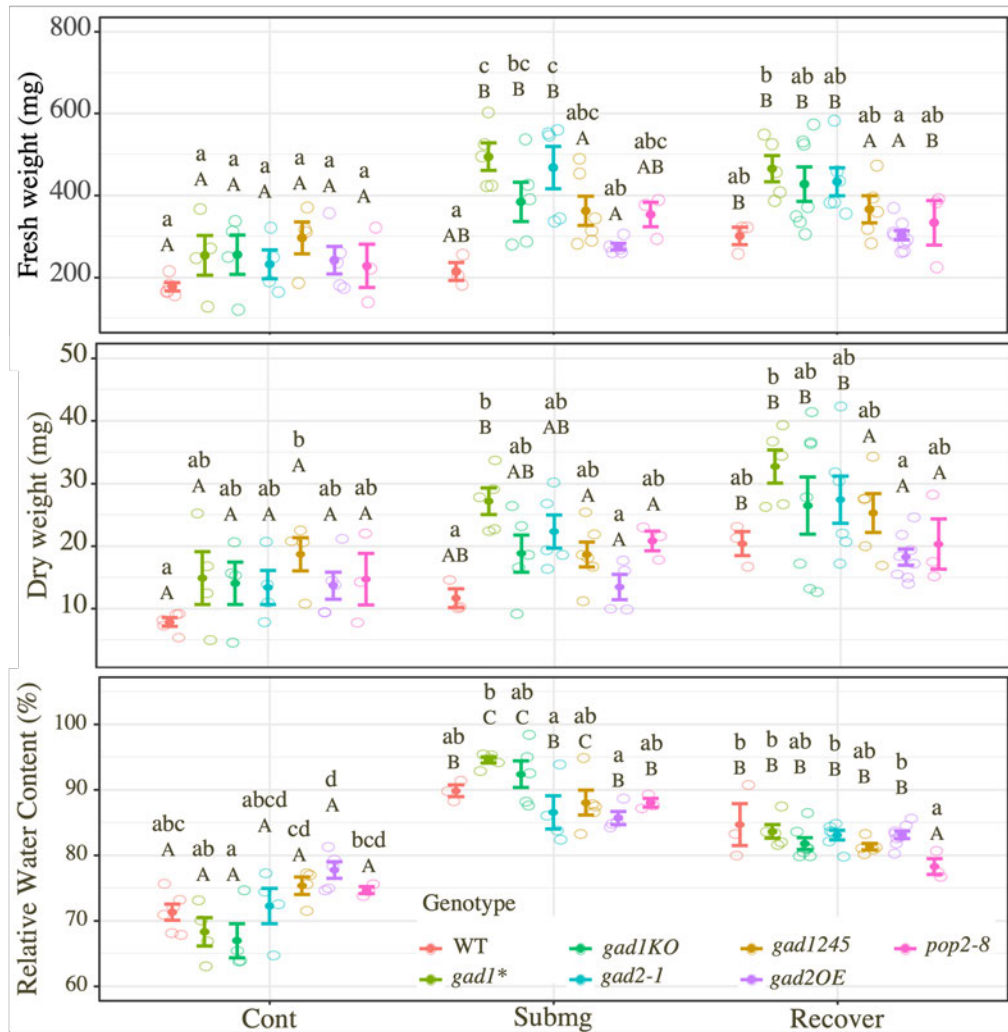 800
600
400
200
Fresh weight (mg)
a a a a a a a
A A A A A A A
a c bc c abc ab abc
AB B B B A A AB
ab b ab ab ab a ab
B B B B A A B
50
40
30
20
10
Dry weight (mg)
a ab ab ab b ab ab
A A A A A A A
a b ab ab ab a ab
AB B AB AB A A A
ab b ab ab ab a ab
B B B B A A A
100
90
80
70
60
Relative Water Content (%)
abc ab a abcd cd d bcd
A A A A A A A
ab b ab a ab a ab
B C C B C B B
b b ab b ab b a
B B B B B B A
Genotype
WT gad1KO gad1245 pop2-8
gad1* gad2-1 gad2OE
Cont Submg Recover